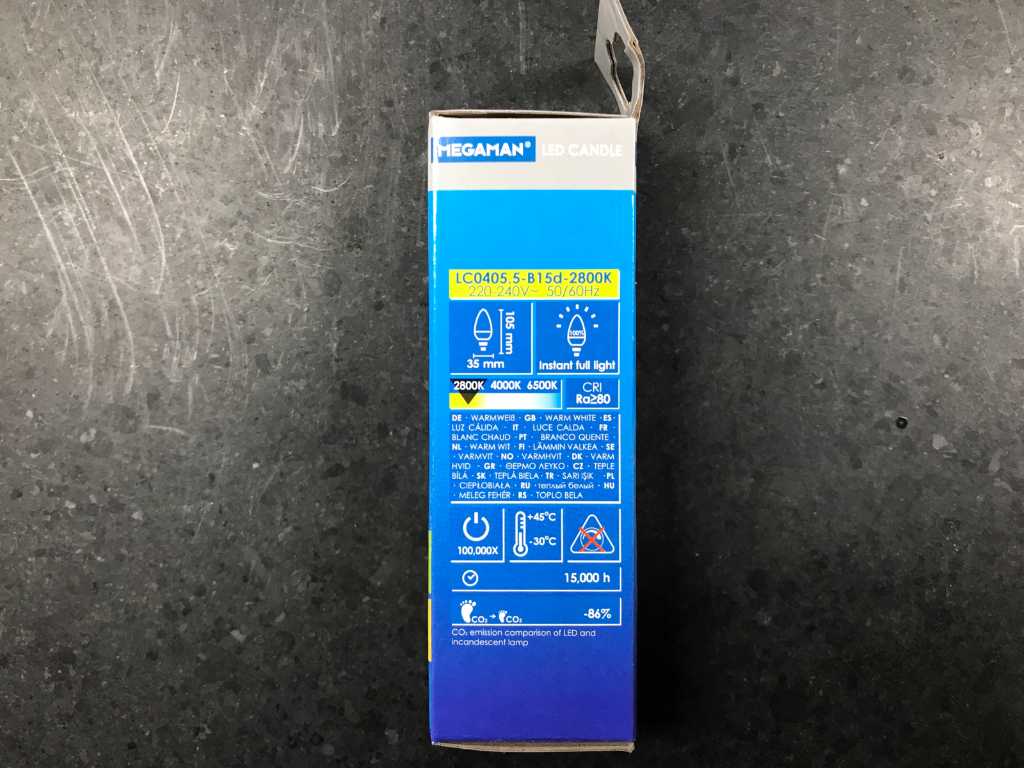 MEGAMAN® LED CANDLE
LC0405.5-B15d-2800K
220-240V~ 50/60Hz
105 mm
35 mm
100%
Instant full light
2800K 4000K 6500K
CRI
Ra≥80
DE · WARMWEIß · GB · WARM WHITE · ES ·
LUZ CÁLIDA · IT · LUCE CALDA · FR ·
BLANC CHAUD · PT · BRANCO QUENTE ·
NL · WARM WIT · FI · LÄMMIN VALKEA · SE
· VARMVIT · NO · VARMHVIT · DK · VARM
HVID · GR · ΘΕΡΜΟ ΛΕΥΚΟ · CZ · TEPLE
BÍLÁ · SK · TEPLÁ BIELA · TR · SARI IŞIK · PL
· CIEPŁOBIAŁA · RU · теплый белый · HU
· MELEG FEHÉR · RS · TOPLO BELA
100,000X
+45°C
-30°C
15,000 h
CO₂ → CO₂ -86%
CO₂ emission comparison of LED and
incandescent lamp